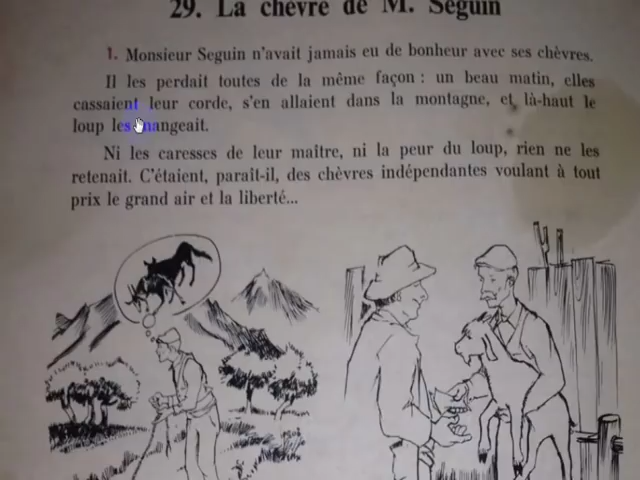 29. La chèvre de M. Seguin
1. Monsieur Seguin n'avait jamais eu de bonheur avec ses chèvres.
Il les perdait toutes de la même façon : un beau matin, elles
cassaient leur corde, s'en allaient dans la montagne, et là-haut le
loup les mangeait.
Ni les caresses de leur maître, ni la peur du loup, rien ne les
retenait. C'étaient, paraît-il, des chèvres indépendantes voulant à tout
prix le grand air et la liberté...